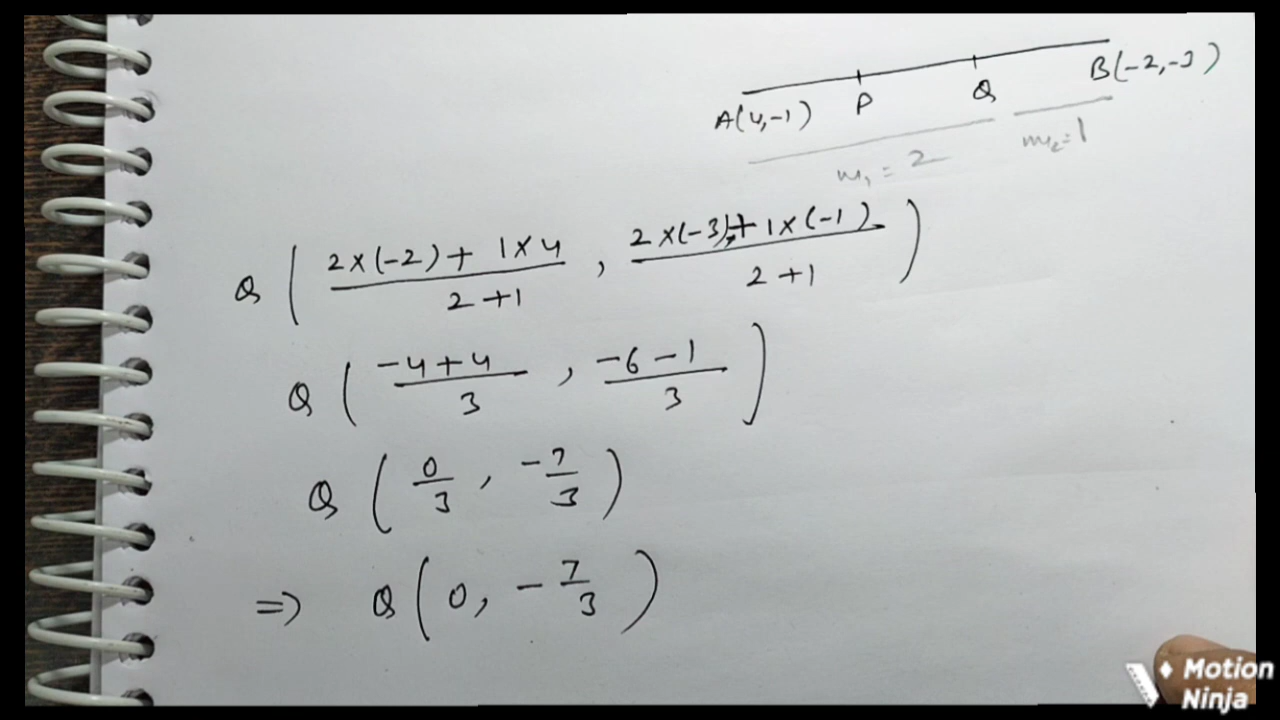 A(4,-1) P Q B(-2,-3)
m₁ = 2 m₂=1
Q ( 2×(-2)+ 1×4 / 2+1 , 2×(-3)+ 1×(-1) / 2+1 )
Q ( -4+4 / 3 , -6-1 / 3 )
Q ( 0/3 , -7/3 )
=> Q ( 0, -7/3 )
Motion
Ninja